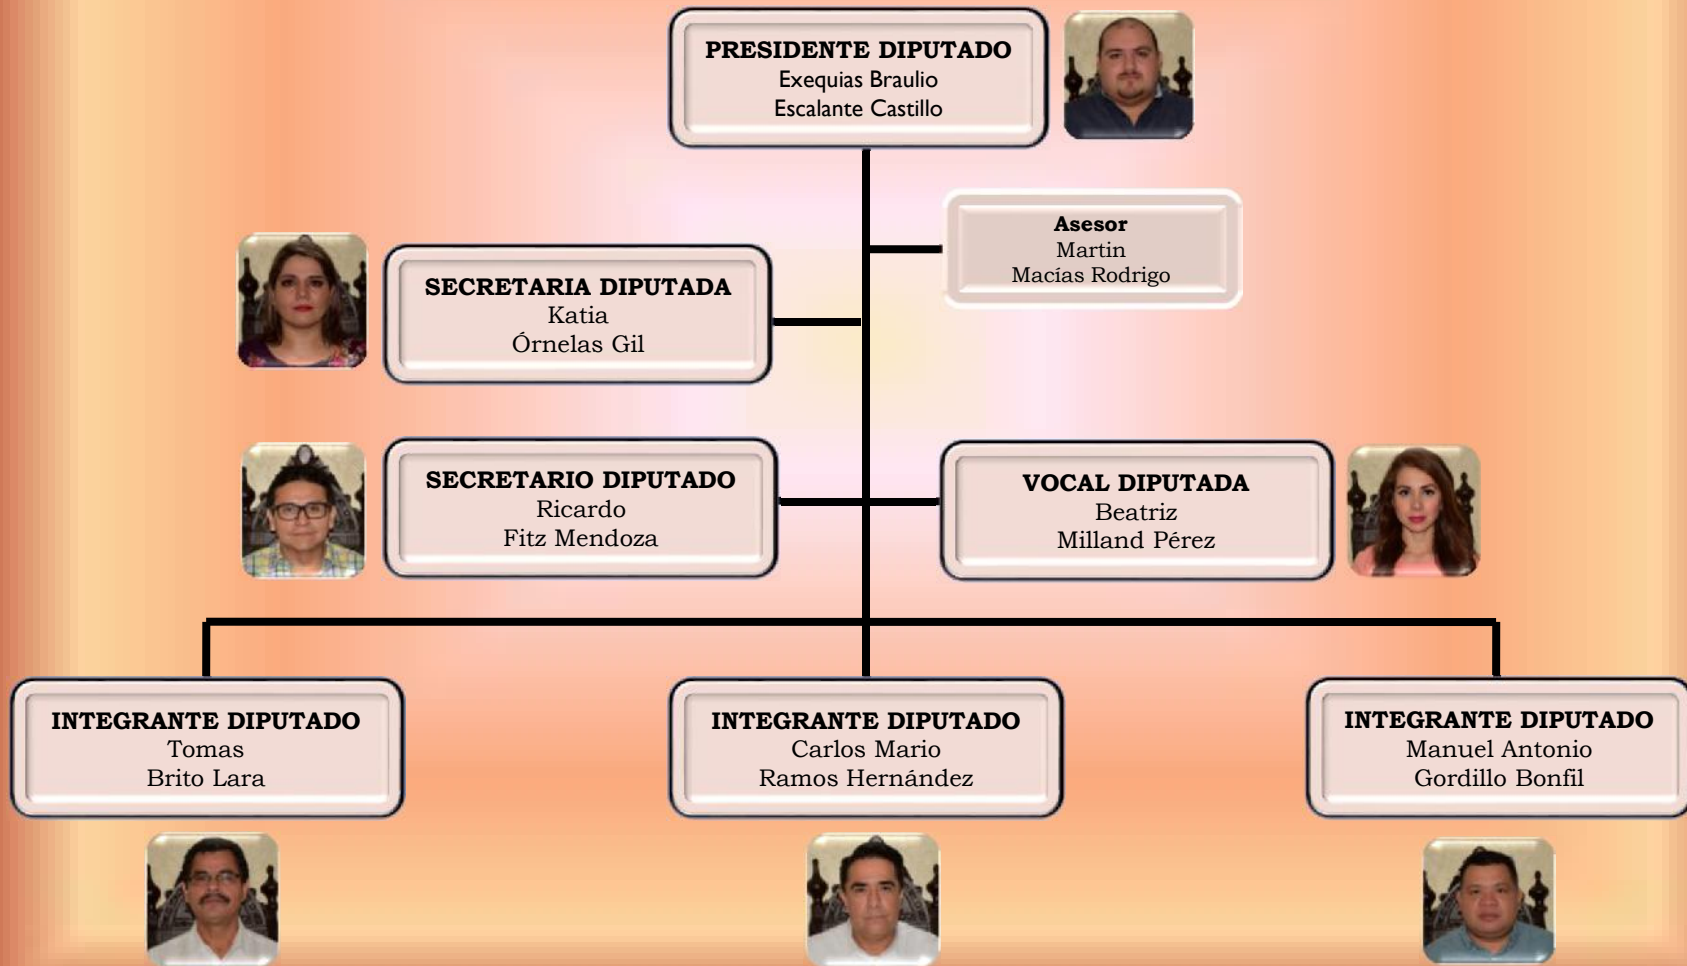 PRESIDENTE DIPUTADO
Exequias Braulio
Escalante Castillo
Asesor
Martin
Macías Rodrigo
SECRETARIA DIPUTADA
Katia
Órnelas Gil
SECRETARIO DIPUTADO
Ricardo
Fitz Mendoza
VOCAL DIPUTADA
Beatriz
Milland Pérez
INTEGRANTE DIPUTADO
Tomas
Brito Lara
INTEGRANTE DIPUTADO
Carlos Mario
Ramos Hernández
INTEGRANTE DIPUTADO
Manuel Antonio
Gordillo Bonfil